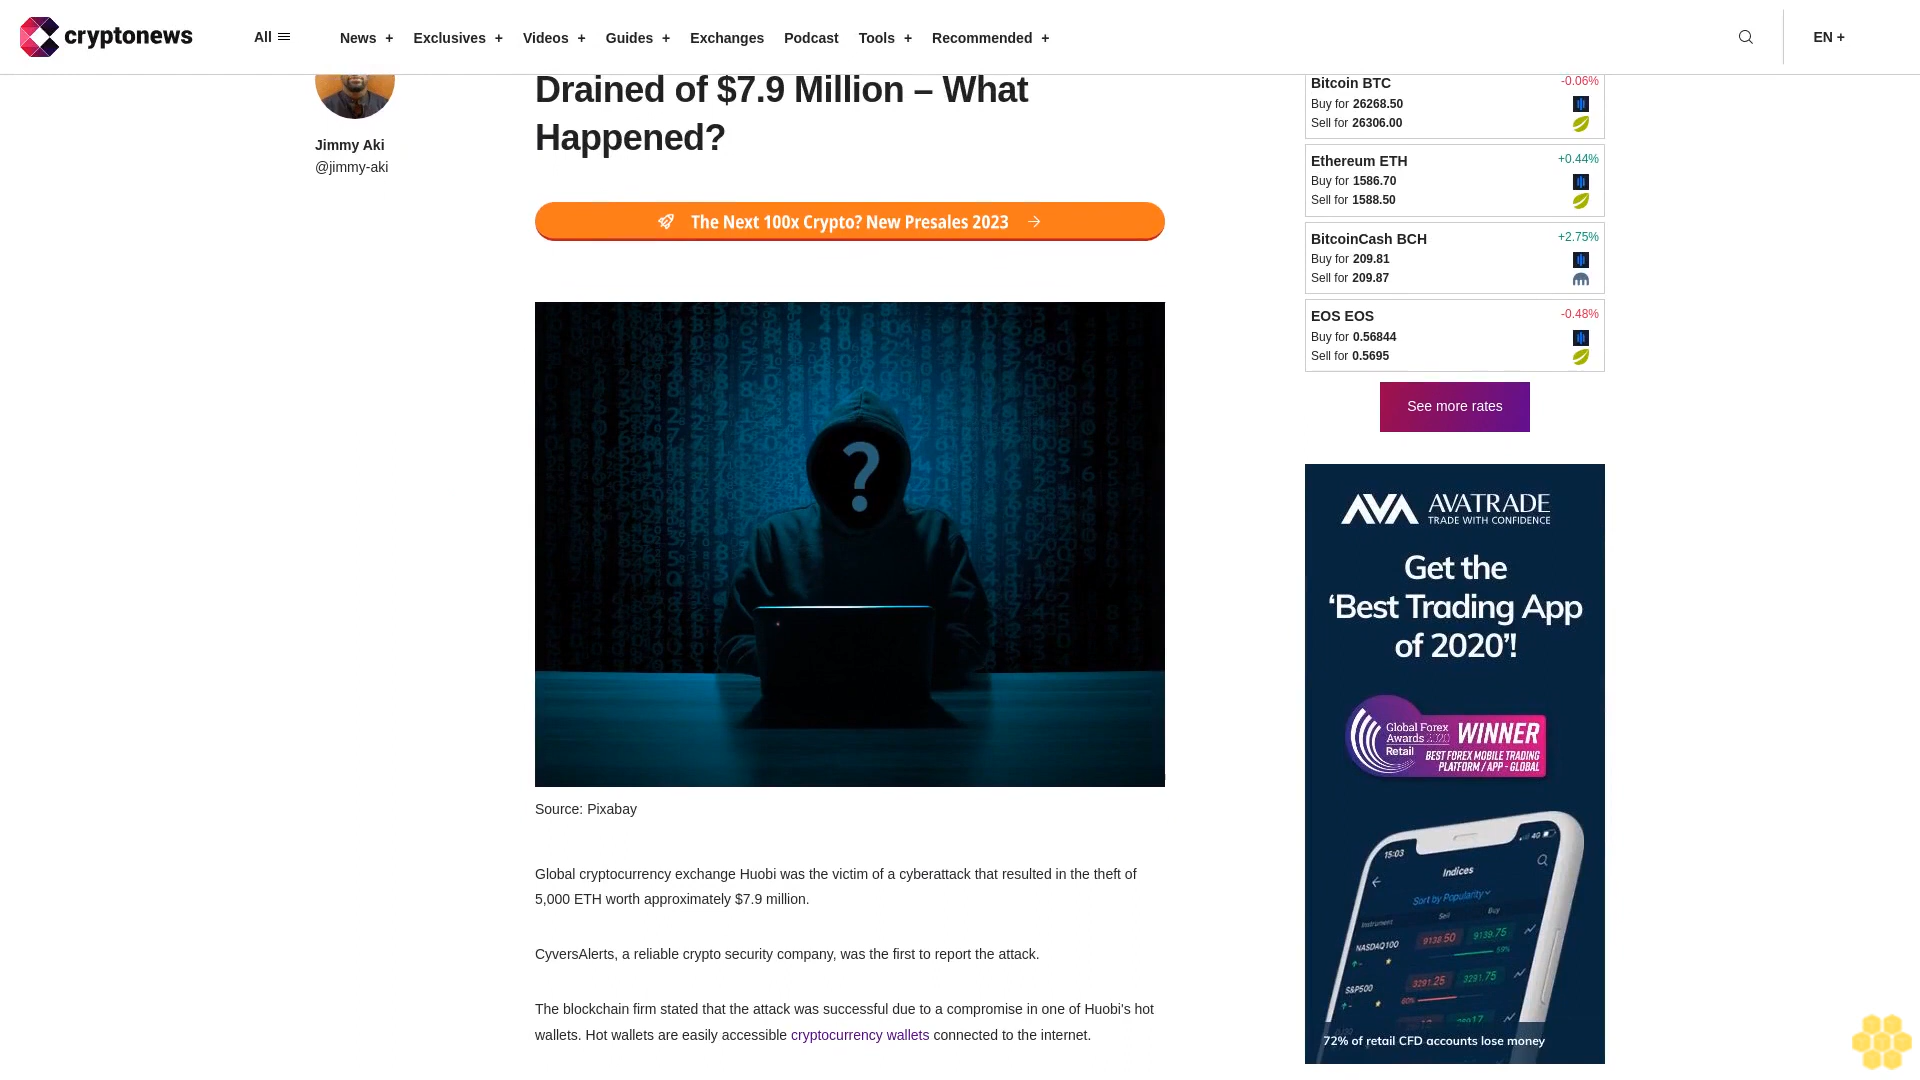 cryptonews
All
News +
Exclusives +
Videos +
Guides +
Exchanges
Podcast
Tools +
Recommended +
EN +
Jimmy Aki
@jimmy-aki
Drained of $7.9 Million – What
Happened?
The Next 100x Crypto? New Presales 2023
?
Source: Pixabay
Global cryptocurrency exchange Huobi was the victim of a cyberattack that resulted in the theft of
5,000 ETH worth approximately $7.9 million.
CyversAlerts, a reliable crypto security company, was the first to report the attack.
The blockchain firm stated that the attack was successful due to a compromise in one of Huobi's hot
wallets. Hot wallets are easily accessible cryptocurrency wallets connected to the internet.
Bitcoin BTC -0.06%
Buy for 26268.50
Sell for 26306.00
Ethereum ETH +0.44%
Buy for 1586.70
Sell for 1588.50
BitcoinCash BCH +2.75%
Buy for 209.81
Sell for 209.87
EOS EOS -0.48%
Buy for 0.56844
Sell for 0.5695
See more rates
AVA AVATRADE
TRADE WITH CONFIDENCE
Get the
‘Best Trading App
of 2020’!
Global Forex
Awards 2020
Retail
WINNER
BEST FOREX MOBILE TRADING
PLATFORM / APP - GLOBAL
15:03
4G
Indices
Sort by Popularity
Instrument Sell Buy
NASDAQ100 9138.50 9139.75
59%
S&P500 3291.25 3291.75
60%
72% of retail CFD accounts lose money